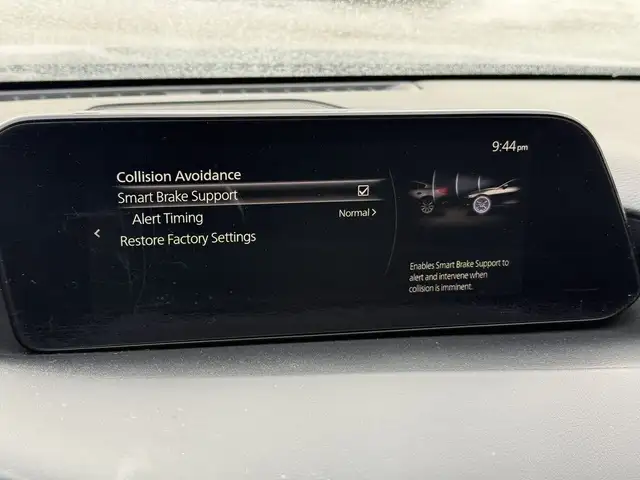 9:44pm
Collision Avoidance
Smart Brake Support
Alert Timing Normal
Restore Factory Settings
Enables Smart Brake Support to
alert and intervene when
collision is imminent.